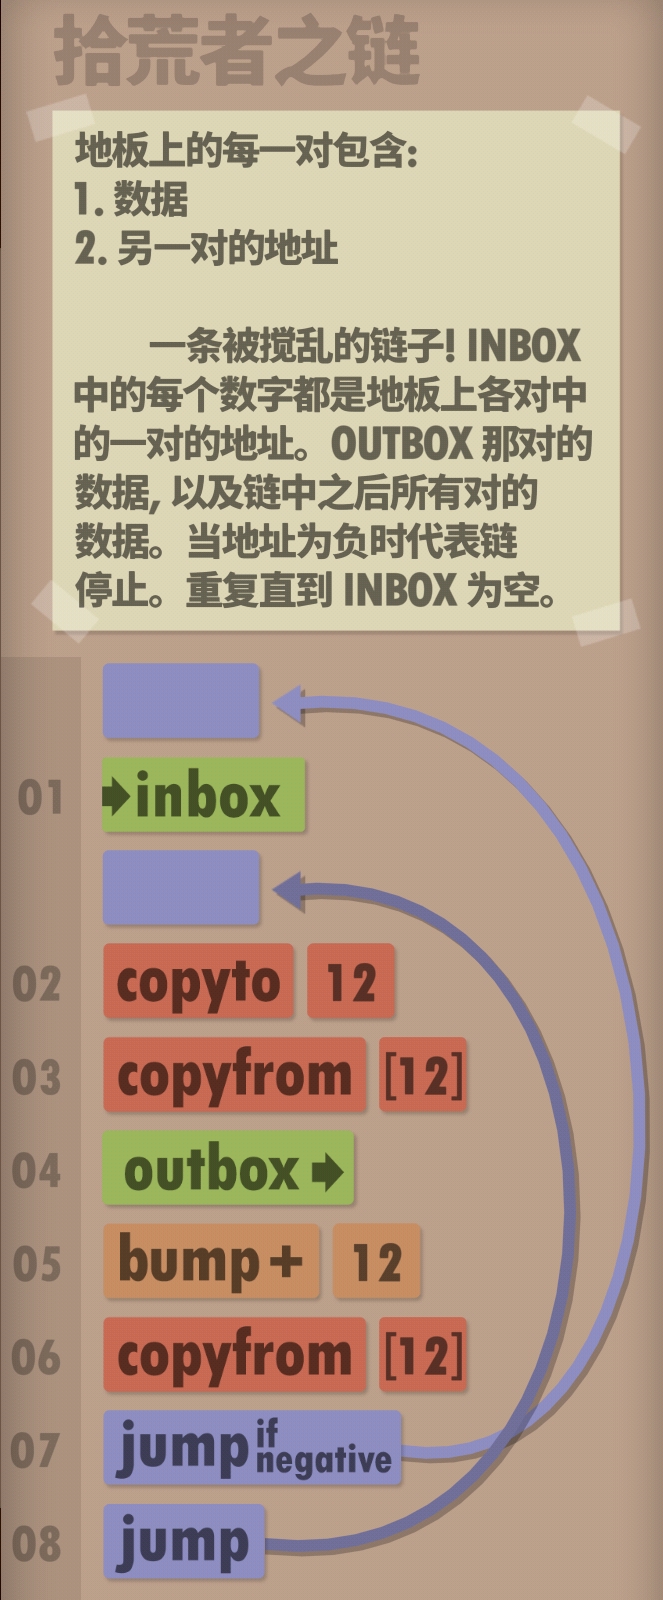 拾荒者之链
地板上的每一对包含:
1. 数据
2. 另一对的地址
一条被搅乱的链子! INBOX
中的每个数字都是地板上各对中
的一对的地址。OUTBOX 那对的
数据, 以及链中之后所有对的
数据。当地址为负时代表链
停止。重复直到 INBOX 为空。
01 inbox
02 copyto 12
03 copyfrom [12]
04 outbox
05 bump + 12
06 copyfrom [12]
07 jump if negative
08 jump